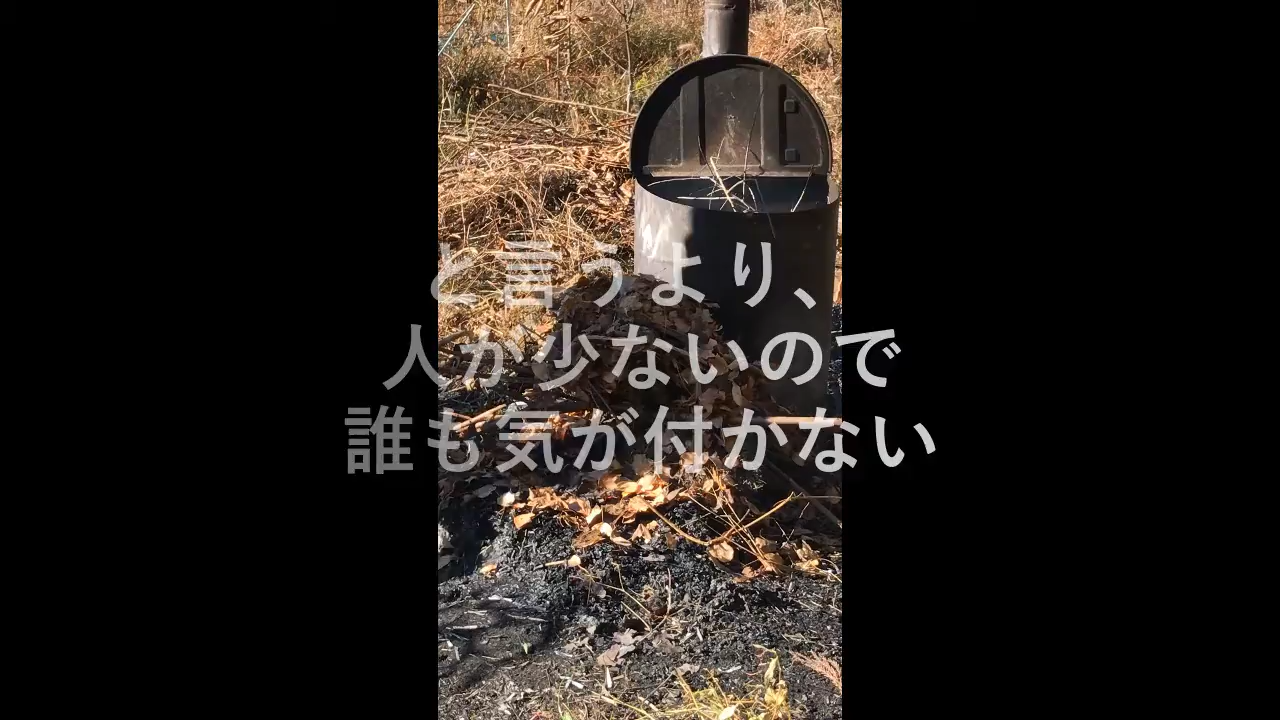 と言うより、
人が少ないので
誰も気が付かない